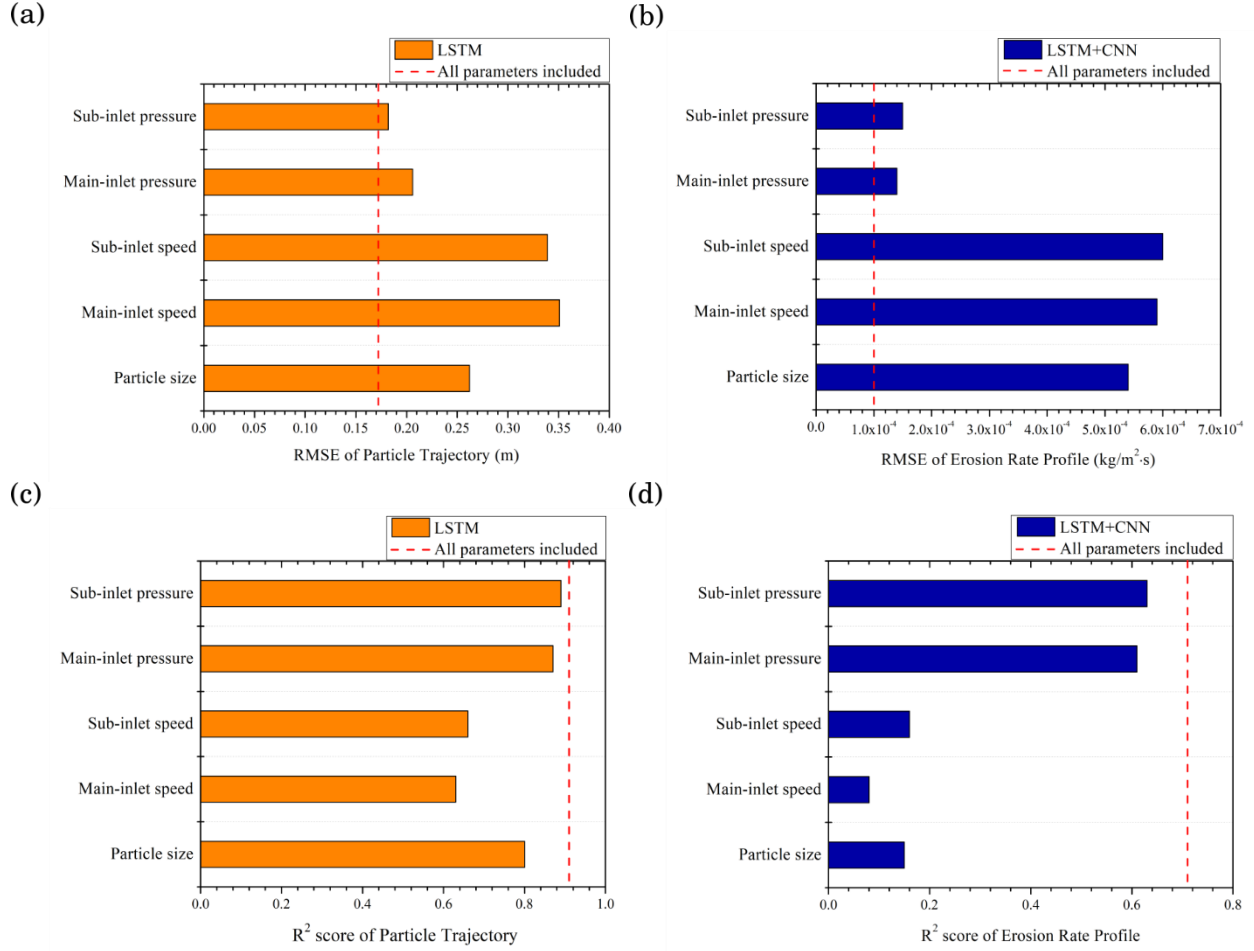 (a)
LSTM
All parameters included
Sub-inlet pressure
Main-inlet pressure
Sub-inlet speed
Main-inlet speed
Particle size
0.00 0.05 0.10 0.15 0.20 0.25 0.30 0.35 0.40
RMSE of Particle Trajectory (m)
(b)
LSTM+CNN
All parameters included
Sub-inlet pressure
Main-inlet pressure
Sub-inlet speed
Main-inlet speed
Particle size
0.0 1.0x10⁻⁴ 2.0x10⁻⁴ 3.0x10⁻⁴ 4.0x10⁻⁴ 5.0x10⁻⁴ 6.0x10⁻⁴ 7.0x10⁻⁴
RMSE of Erosion Rate Profile (kg/m²·s)
(c)
LSTM
All parameters included
Sub-inlet pressure
Main-inlet pressure
Sub-inlet speed
Main-inlet speed
Particle size
0.0 0.2 0.4 0.6 0.8 1.0
R² score of Particle Trajectory
(d)
LSTM+CNN
All parameters included
Sub-inlet pressure
Main-inlet pressure
Sub-inlet speed
Main-inlet speed
Particle size
0.0 0.2 0.4 0.6 0.8
R² score of Erosion Rate Profile